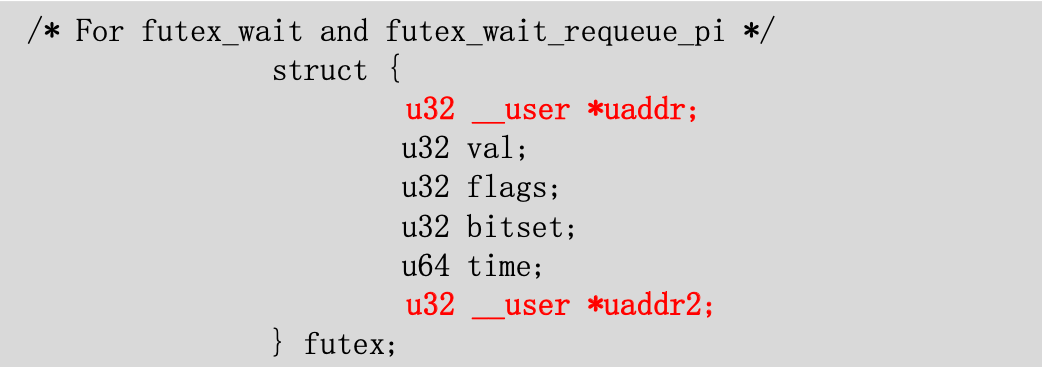 /* For futex_wait and futex_wait_requeue_pi */
struct {
u32 __user *uaddr;
u32 val;
u32 flags;
u32 bitset;
u64 time;
u32 __user *uaddr2;
} futex;